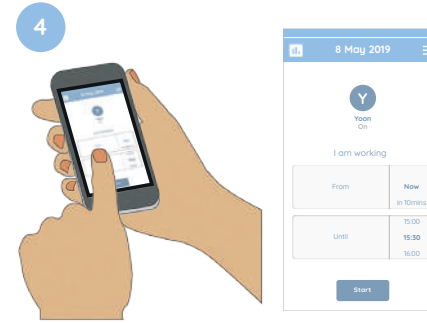 4
8 May 2019
Y
Yoon
On
I am working
From
Now
In 10mins
Until
15:00
15:30
16:00
Start